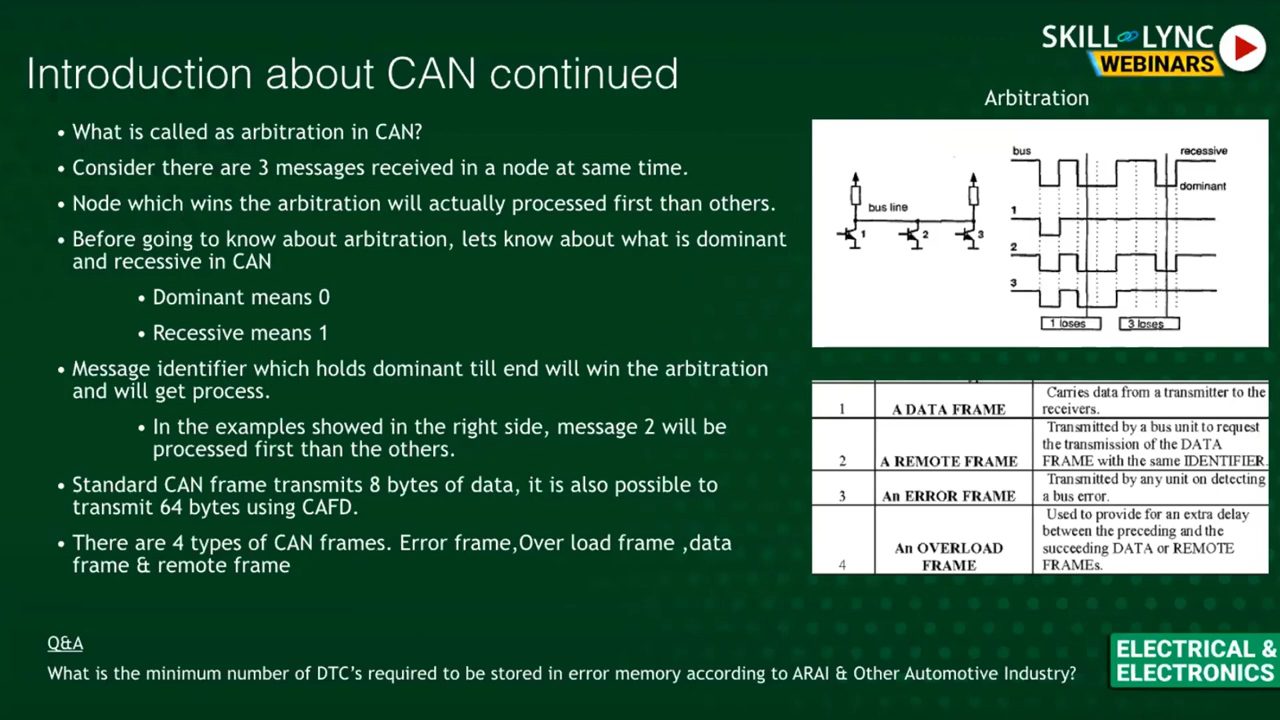 SKILL LYNC
WEBINARS
Introduction about CAN continued
Arbitration
• What is called as arbitration in CAN?
• Consider there are 3 messages received in a node at same time.
• Node which wins the arbitration will actually processed first than others.
• Before going to know about arbitration, lets know about what is dominant
and recessive in CAN
• Dominant means 0
• Recessive means 1
• Message identifier which holds dominant till end will win the arbitration
and will get process.
• In the examples showed in the right side, message 2 will be
processed first than the others.
• Standard CAN frame transmits 8 bytes of data, it is also possible to
transmit 64 bytes using CAFD.
• There are 4 types of CAN frames. Error frame,Over load frame ,data
frame & remote frame
bus line
1
2
3
bus
recessive
dominant
1
2
3
1 loses
3 loses
1
A DATA FRAME
Carries data from a transmitter to the
receivers.
2
A REMOTE FRAME
Transmitted by a bus unit to request
the transmission of the DATA
FRAME with the same IDENTIFIER.
3
An ERROR FRAME
Transmitted by any unit on detecting
a bus error.
4
An OVERLOAD
FRAME
Used to provide for an extra delay
between the preceding and the
succeeding DATA or REMOTE
FRAMEs.
Q&A
What is the minimum number of DTC's required to be stored in error memory according to ARAI & Other Automotive Industry?
ELECTRICAL &
ELECTRONICS